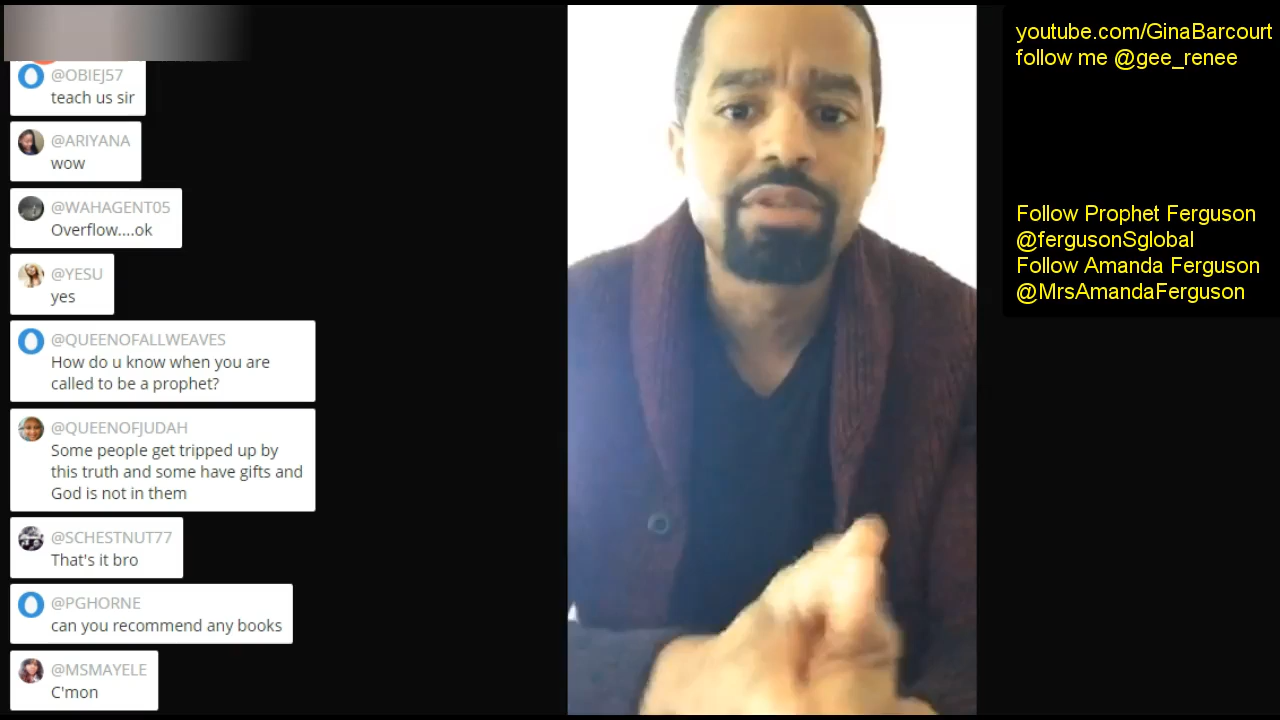 @OBIEJ57
teach us sir
@ARIYANA
wow
@WAHAGENT05
Overflow....ok
@YESU
yes
@QUEENOFALLWEAVES
How do u know when you are
called to be a prophet?
@QUEENOFJUDAH
Some people get tripped up by
this truth and some have gifts and
God is not in them
@SCHESTNUT77
That's it bro
@PGHORNE
can you recommend any books
@MSMAYELE
C'mon
youtube.com/GinaBarcourt
follow me @gee_renee
Follow Prophet Ferguson
@fergusonSglobal
Follow Amanda Ferguson
@MrsAmandaFerguson